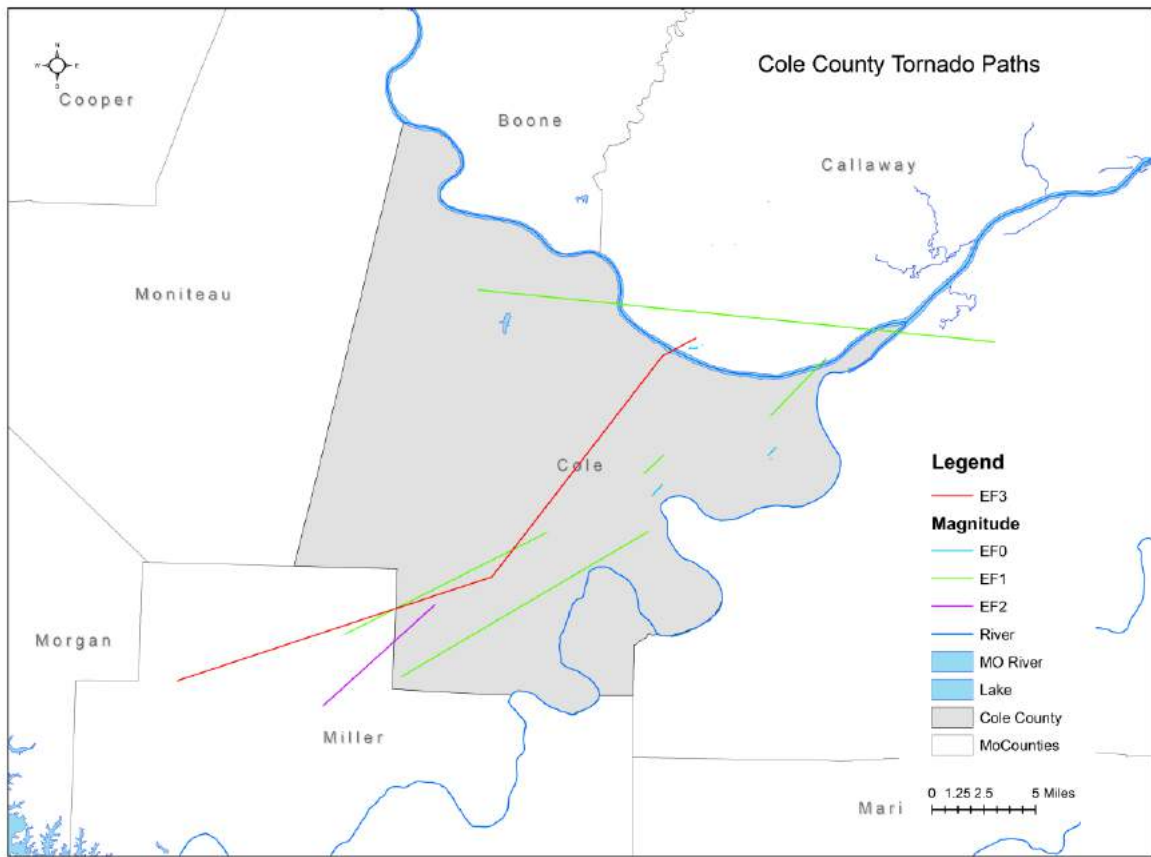 Cole County Tornado Paths
N
W E
S
Cooper
Boone
Callaway
Moniteau
Cole
Morgan
Miller
Mari
Legend
EF3
Magnitude
EF0
EF1
EF2
River
MO River
Lake
Cole County
MoCounties
0 1.25 2.5 5 Miles